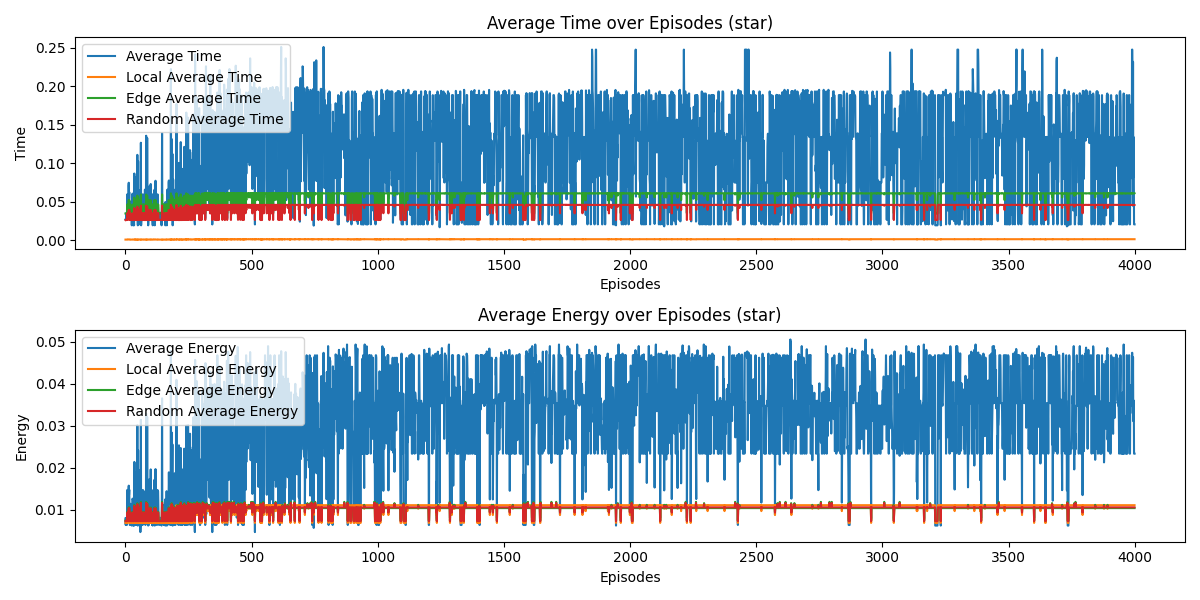 Average Time over Episodes (star)
Time
0.25
0.20
0.15
0.10
0.05
0.00
Average Time
Local Average Time
Edge Average Time
Random Average Time
0 500 1000 1500 2000 2500 3000 3500 4000
Episodes
Average Energy over Episodes (star)
Energy
0.05
0.04
0.03
0.02
0.01
Average Energy
Local Average Energy
Edge Average Energy
Random Average Energy
0 500 1000 1500 2000 2500 3000 3500 4000
Episodes